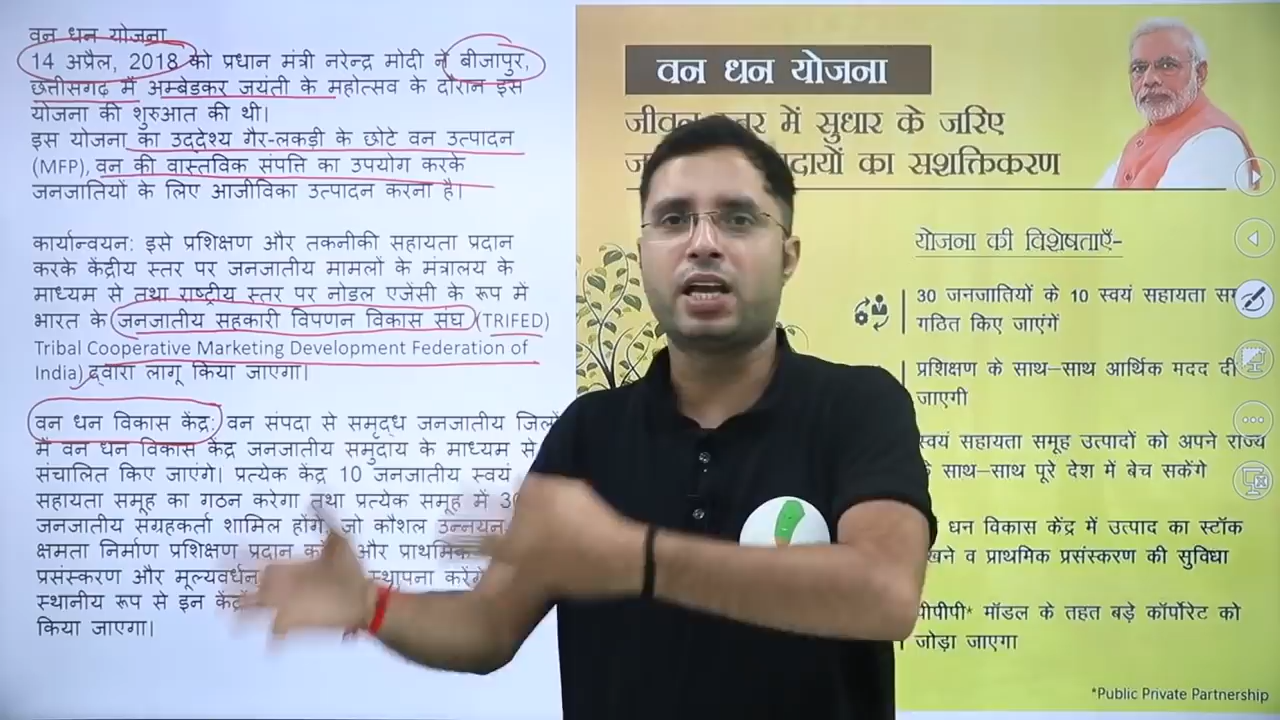 वन धन योजना
14 अप्रैल, 2018 को प्रधान मंत्री नरेन्द्र मोदी ने बीजापुर,
छत्तीसगढ़ में अम्बेडकर जयंती के महोत्सव के दौरान इस
योजना की शुरुआत की थी।
इस योजना का उद्देश्य गैर-लकड़ी के छोटे वन उत्पादन
(MFP), वन की वास्तविक संपत्ति का उपयोग करके
जनजातियों के लिए आजीविका उत्पादन करना है।
कार्यान्वयन: इसे प्रशिक्षण और तकनीकी सहायता प्रदान
करके केंद्रीय स्तर पर जनजातीय मामलों के मंत्रालय के
माध्यम से तथा राष्ट्रीय स्तर पर नोडल एजेंसी के रूप में
भारत के (जनजातीय सहकारी विपणन विकास संघ (TRIFED)
Tribal Cooperative Marketing Development Federation of
India) द्वारा लागू किया जाएगा।
वन धन विकास केंद्र: वन संपदा से समृद्ध जनजातीय जिलों
में वन धन विकास केंद्र जनजातीय समुदाय के माध्यम से
संचालित किए जाएंगे। प्रत्येक केंद्र 10 जनजातीय स्वयं
सहायता समूह का गठन करेगा तथा प्रत्येक समूह में
जनजातीय संग्रहकर्ता शामिल होंगे, जो कौशल उन्नयन
क्षमता निर्माण प्रशिक्षण प्रदान और प्राथमिक
प्रसंस्करण और मूल्यवर्धन स्थापना करेंगे
स्थानीय रूप से इन
किया जाएगा।
वन धन योजना
जीवन स्तर में सुधार के जरिए
का सशक्तिकरण
योजना की विशेषताएँ-
30 जनजातियों के 10 स्वयं सहायता
गठित किए जाएंगें
प्रशिक्षण के साथ–साथ आर्थिक मदद दी
जाएगी
स्वयं सहायता समूह उत्पादों को अपने राज्य
साथ–साथ पूरे देश में बेच सकेंगे
धन विकास केंद्र में उत्पाद का स्टॉक
व प्राथमिक प्रसंस्करण की सुविधा
पीपीपी* मॉडल के तहत बड़े कॉर्पोरेट को
जोड़ा जाएगा
*Public Private Partnership